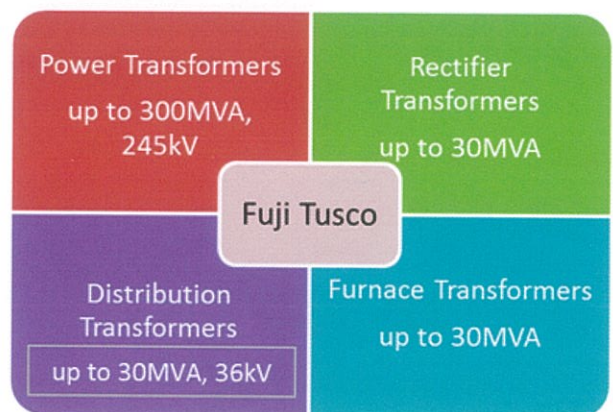 Power Transformers
up to 300MVA,
245kV
Rectifier
Transformers
up to 30MVA
Fuji Tusco
Distribution
Transformers
up to 30MVA, 36kV
Furnace Transformers
up to 30MVA